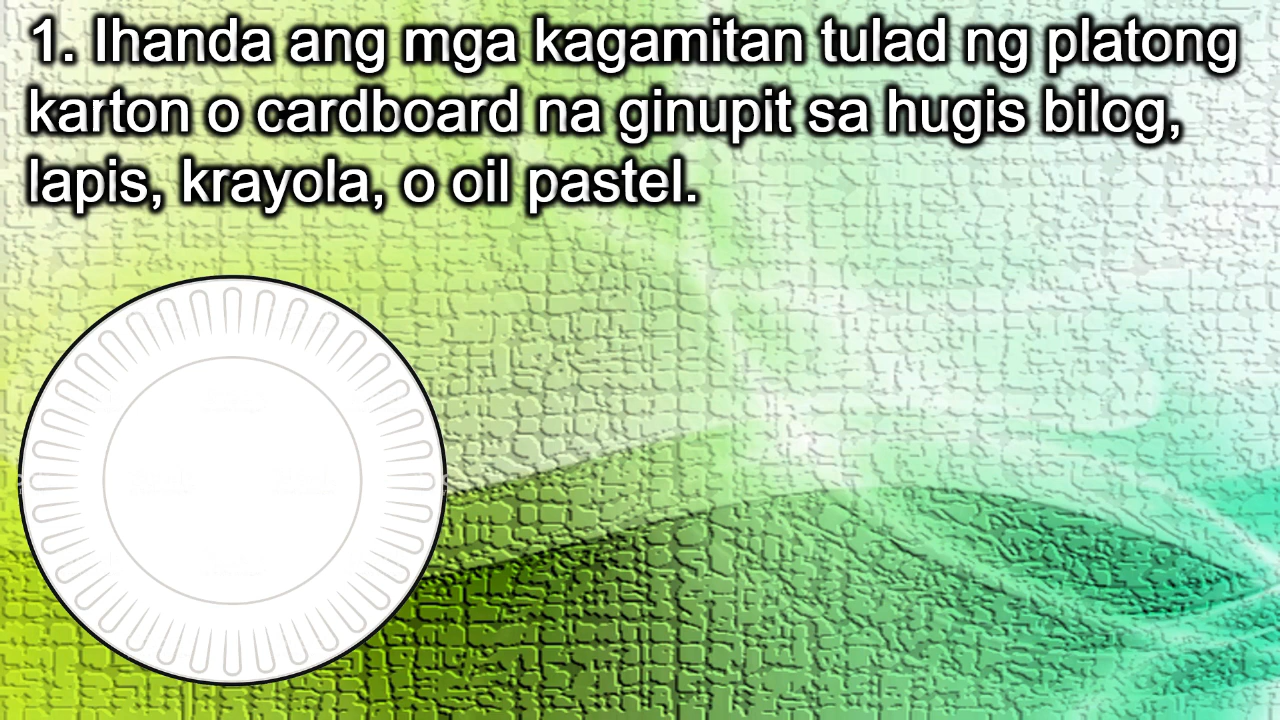 1. Ihanda ang mga kagamitan tulad ng platong
karton o cardboard na ginupit sa hugis bilog,
lapis, krayola, o oil pastel.